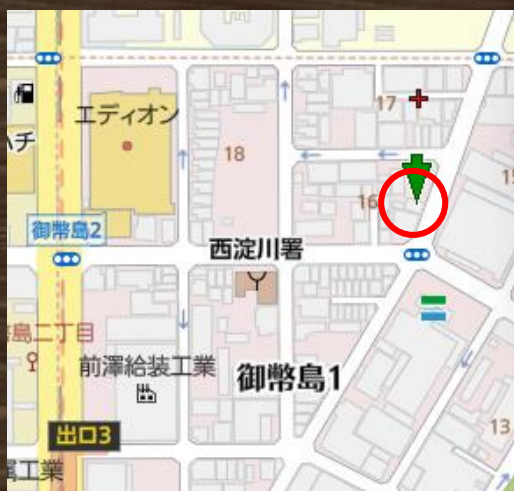 17
エディオン
ハチ
18
15
16
御幣島2
西淀川署
幣島二丁目
前澤給装工業
御幣島1
出口3
13
属工業